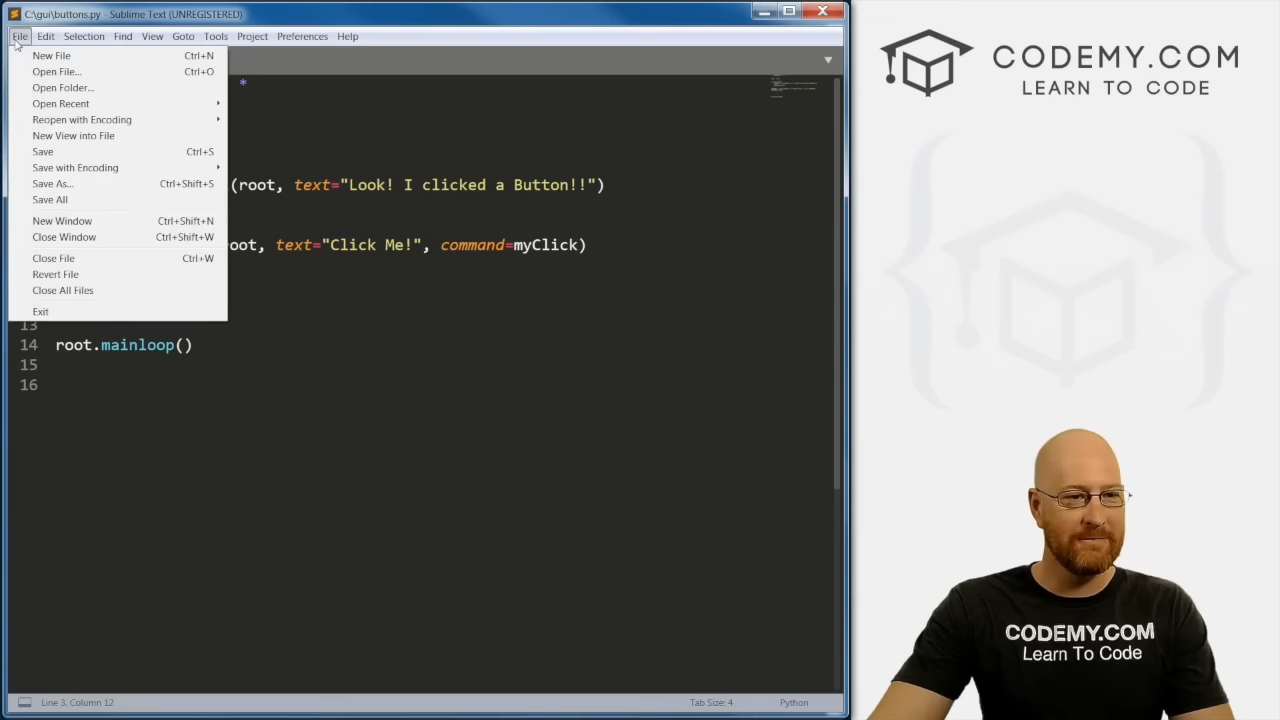 C:\gui\buttons.py - Sublime Text (UNREGISTERED)
File Edit Selection Find View Goto Tools Project Preferences Help
New File Ctrl+N
Open File... Ctrl+O
Open Folder...
Open Recent
Reopen with Encoding
New View into File
Save Ctrl+S
Save with Encoding
Save As... Ctrl+Shift+S
Save All
New Window Ctrl+Shift+N
Close Window Ctrl+Shift+W
Close File Ctrl+W
Revert File
Close All Files
Exit
*
(root, text="Look! I clicked a Button!!")
oot, text="Click Me!", command=myClick)
13
14 root.mainloop()
15
16
Line 3, Column 12 Tab Size: 4 Python
CODEMY.COM
LEARN TO CODE
CODEMY.COM
Learn To Code